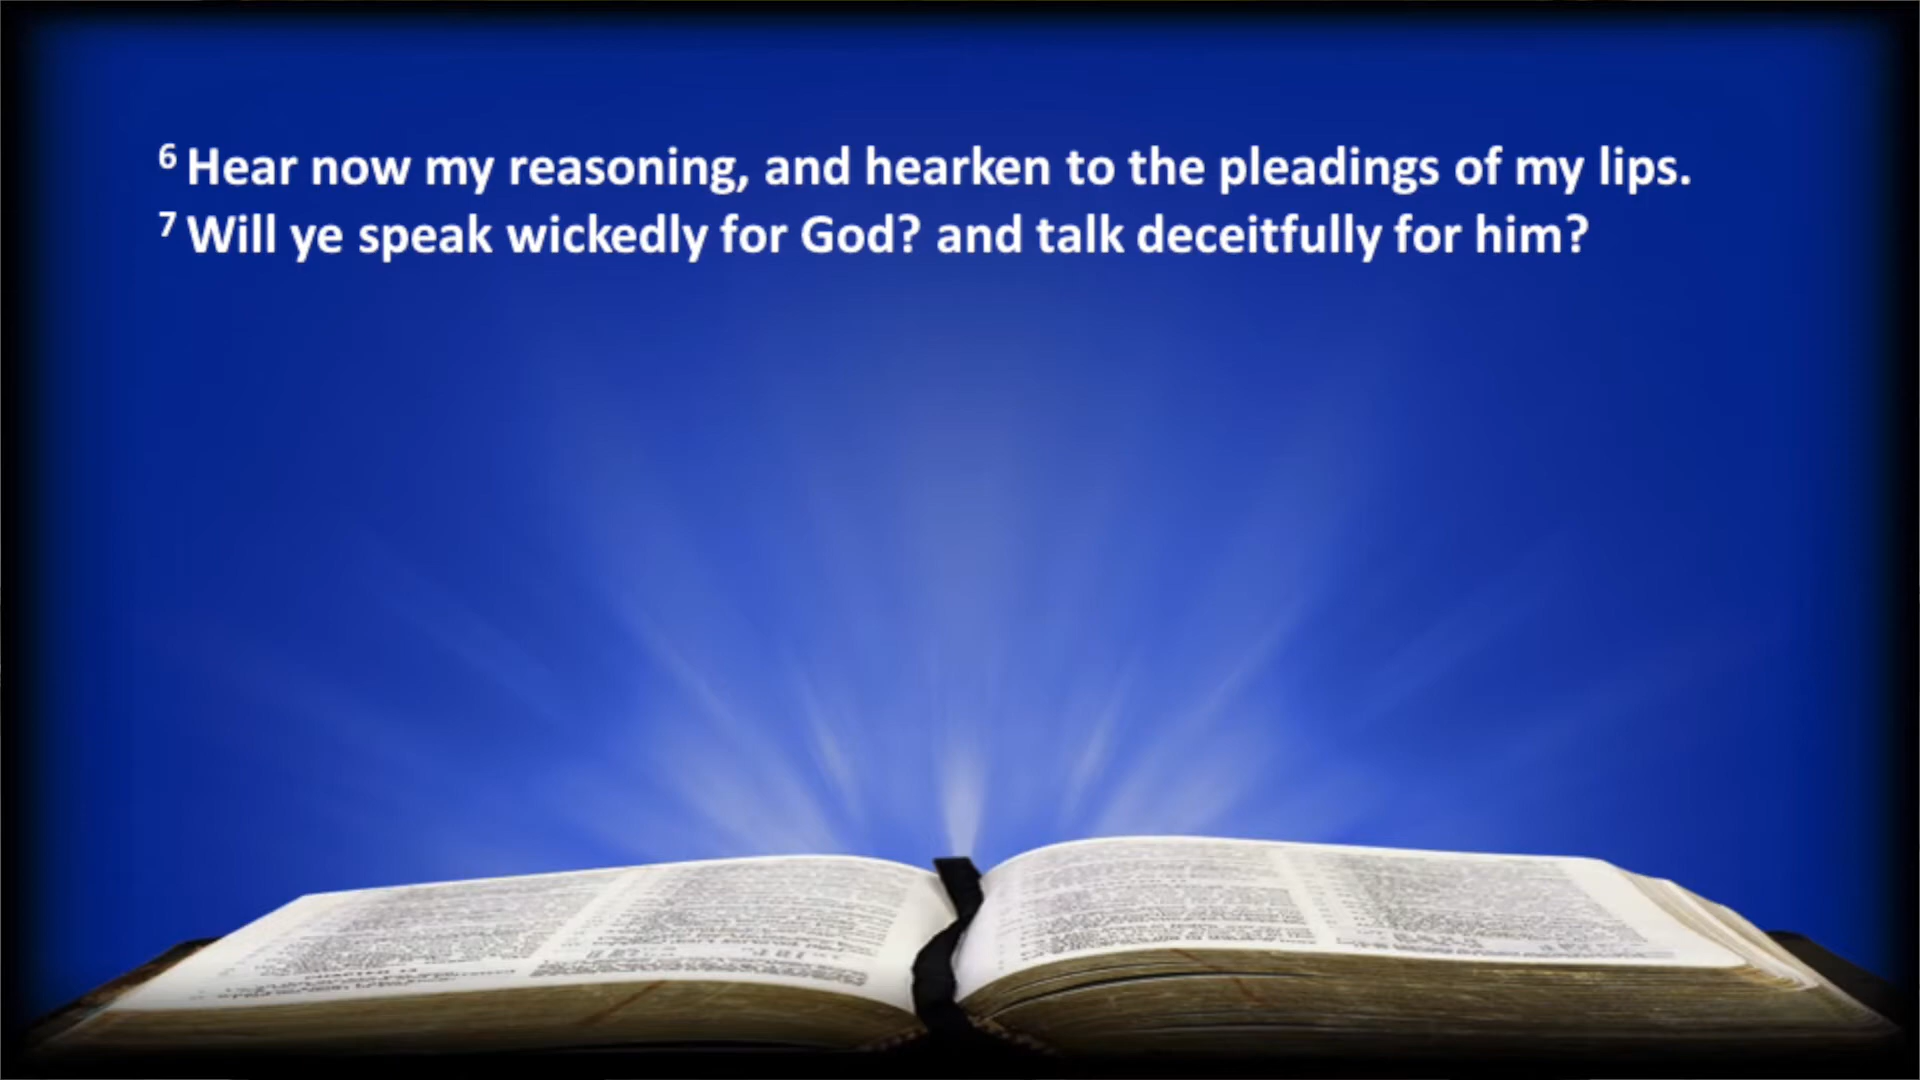 6 Hear now my reasoning, and hearken to the pleadings of my lips.
7 Will ye speak wickedly for God? and talk deceitfully for him?